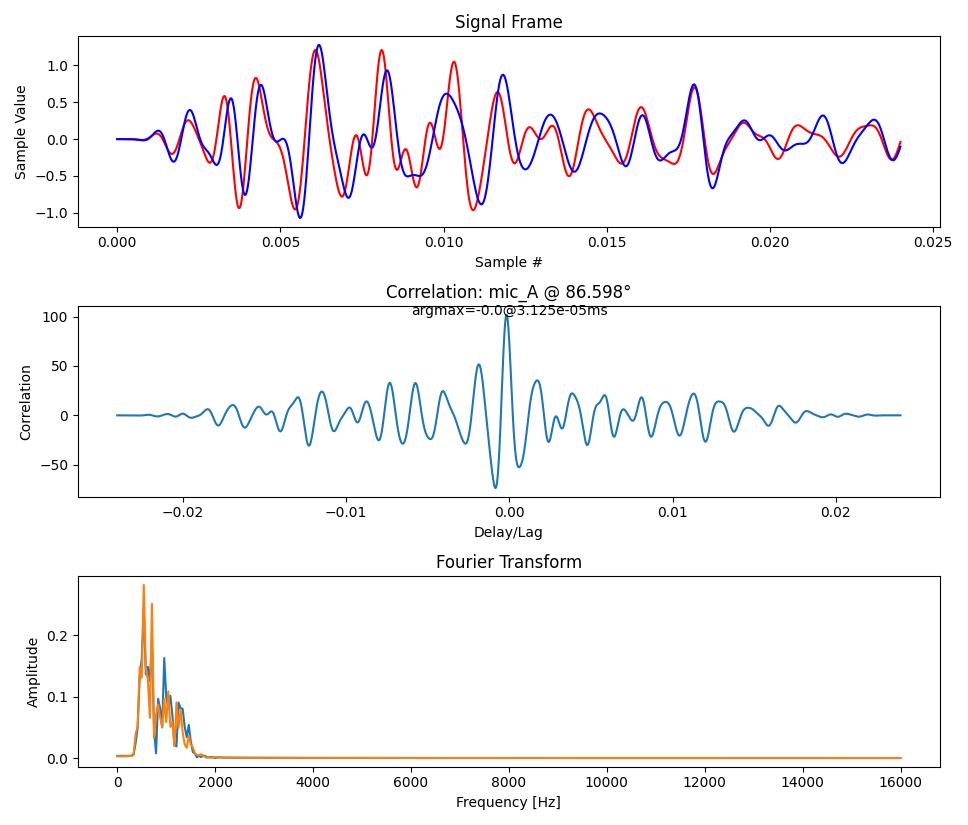 Signal Frame
1.0
0.5
0.0
−0.5
−1.0
Sample Value
0.000 0.005 0.010 0.015 0.020 0.025
Sample #
Correlation: mic_A @ 86.598°
argmax=-0.0@3.125e-05ms
100
50
0
−50
Correlation
−0.02 −0.01 0.00 0.01 0.02
Delay/Lag
Fourier Transform
0.2
0.1
0.0
Amplitude
0 2000 4000 6000 8000 10000 12000 14000 16000
Frequency [Hz]